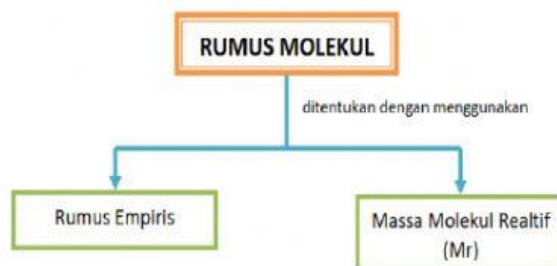 RUMUS MOLEKUL
ditentukan dengan menggunakan
Rumus Empiris
Massa Molekul Realtif
(Mr)